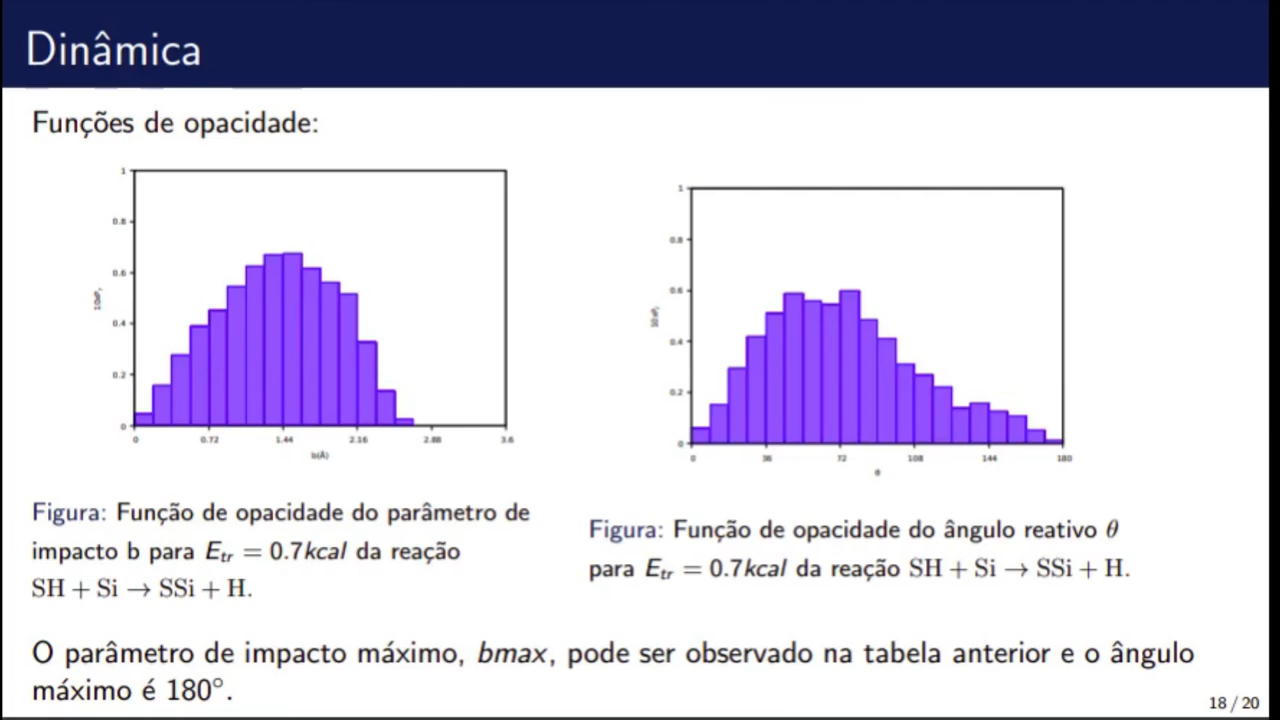 Dinâmica
Funções de opacidade:
1
0.8
0.6
0.4
0.2
0
0 0.72 1.44 2.16 2.88 3.6
b(Å)
1
0.8
0.6
0.4
0.2
0
0 36 72 108 144 180
θ
Figura: Função de opacidade do parâmetro de
impacto b para Etr = 0.7kcal da reação
SH + Si → SSi + H.
Figura: Função de opacidade do ângulo reativo θ
para Etr = 0.7kcal da reação SH + Si → SSi + H.
O parâmetro de impacto máximo, bmax, pode ser observado na tabela anterior e o ângulo
máximo é 180°.
18 / 20